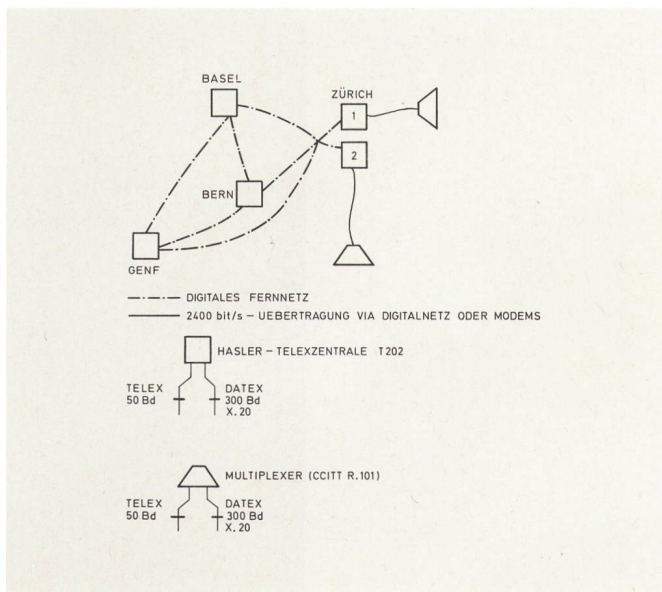 BASEL
ZÜRICH
1
2
BERN
GENF
DIGITALES FERNNETZ
2400 bit/s – UEBERTRAGUNG VIA DIGITALNETZ ODER MODEMS
HASLER – TELEXZENTRALE T202
TELEX
50 Bd
DATEX
300 Bd
X.20
MULTIPLEXER (CCITT R.101)
TELEX
50 Bd
DATEX
300 Bd
X.20